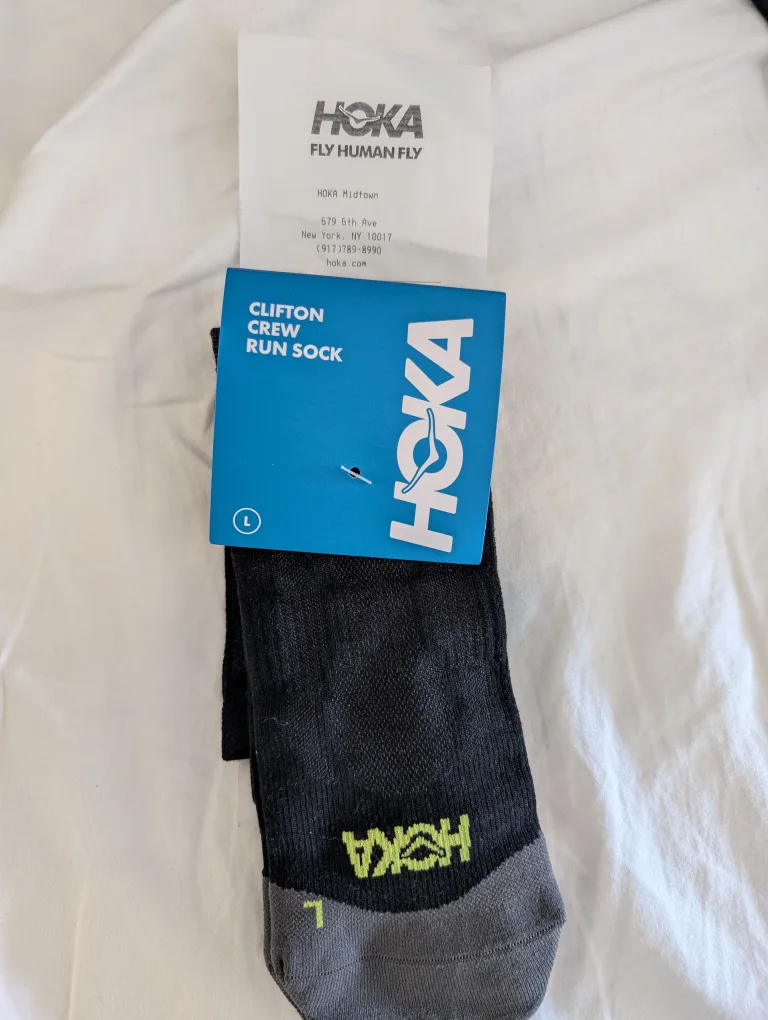 HOKA
FLY HUMAN FLY
HOKA Midtown
579 5th Ave
New York, NY 10017
(917)789-8990
hoka.com
CLIFTON
CREW
RUN SOCK
HOKA
L
HOKA
L